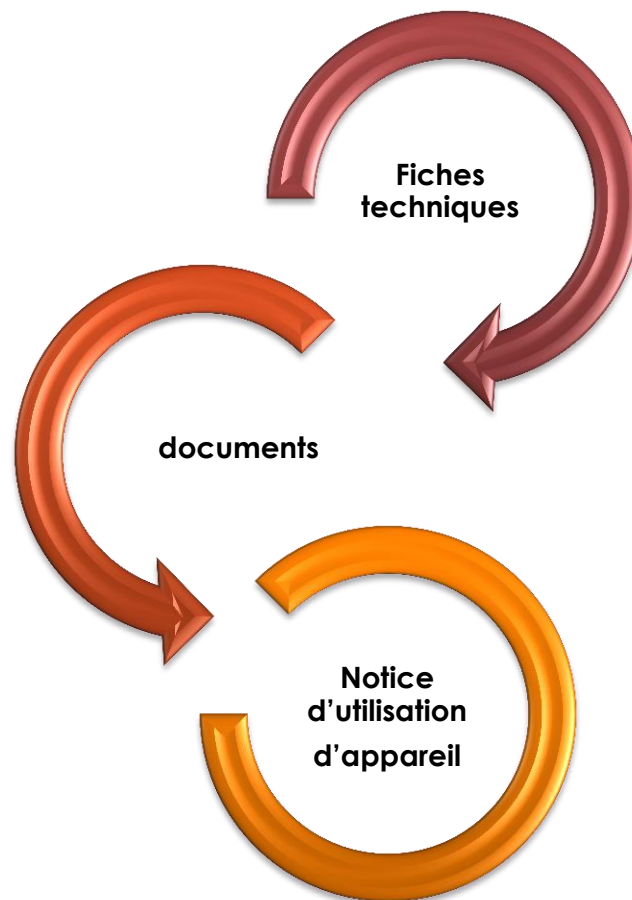 Fiches
techniques
documents
Notice
d’utilisation
d’appareil